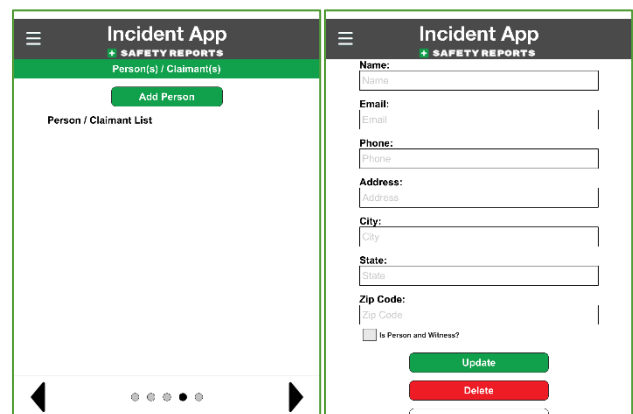 Incident App
SAFETY REPORTS
Person(s) / Claimant(s)
Add Person
Person / Claimant List
Incident App
SAFETY REPORTS
Name:
Name
Email:
Email
Phone:
Phone
Address:
Address
City:
City
State:
State
Zip Code:
Zip Code
Is Person and Witness?
Update
Delete